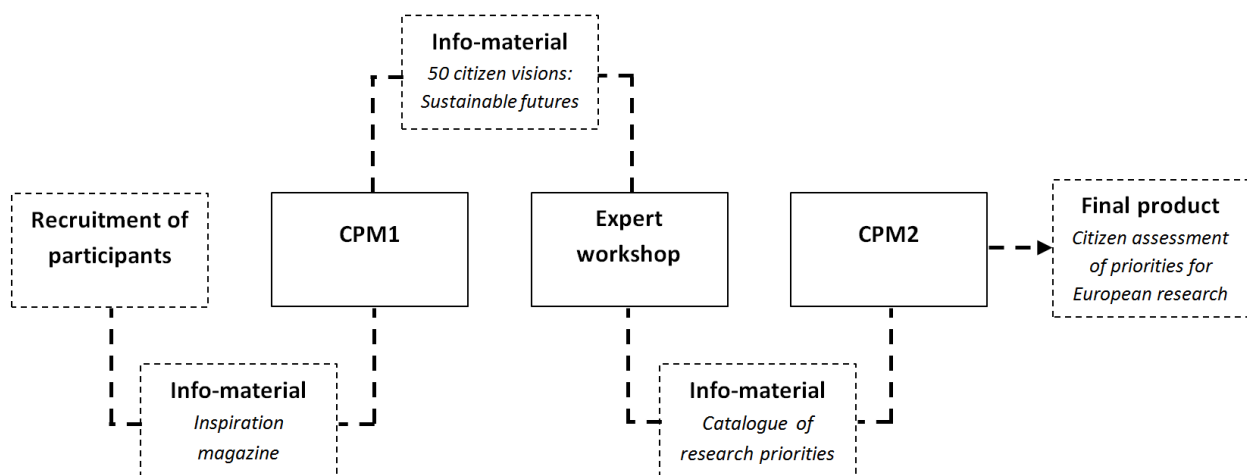 Info-material
50 citizen visions:
Sustainable futures
Recruitment of
participants
CPM1
Expert
workshop
CPM2
Final product
Citizen assessment
of priorities for
European research
Info-material
Inspiration
magazine
Info-material
Catalogue of
research priorities